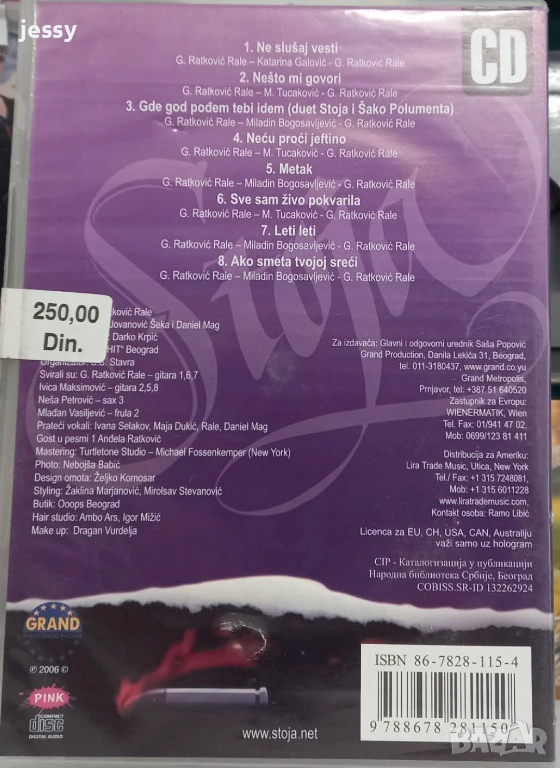 jessy
CD
1. Ne slušaj vesti
G. Ratković Rale – Katarina Galović - G. Ratković Rale
2. Nešto mi govori
G. Ratković Rale – M. Tucaković - G. Ratković Rale
3. Gde god pođem tebi idem (duet Stoja i Šako Polumenta)
G. Ratković Rale – Miladin Bogosavljević - G. Ratković Rale
4. Neću proći jeftino
G. Ratković Rale – M. Tucaković - G. Ratković Rale
5. Metak
G. Ratković Rale – Miladin Bogosavljević - G. Ratković Rale
6. Sve sam živo pokvarila
G. Ratković Rale – M. Tucaković - G. Ratković Rale
7. Leti leti
G. Ratković Rale – Miladin Bogosavljević - G. Ratković Rale
8. Ako smeta tvojoj sreći
G. Ratković Rale – Miladin Bogosavljević - G. Ratković Rale
Stoja
250,00
Din.
Rale
Jovanović Šeka i Daniel Mag
Darko Krpić
HIT" Beograd
Stavra
Svirali su: G. Ratković Rale - gitara 1,6,7
Ivica Maksimović – gitara 2,5,8
Neša Petrović – sax 3
Mlađan Vasiljević – frula 2
Prateći vokali: Ivana Selakov, Maja Dukić, Rale, Daniel Mag
Gost u pesmi 1 Anđela Ratković
Mastering: Turtletone Studio – Michael Fossenkemper (New York)
Photo: Nebojša Babić
Design omota: Željko Komosar
Styling: Žaklina Marjanović, Mirolsav Stevanović
Butik: Ooops Beograd
Hair studio: Ambo Ars, Igor Mižić
Make up: Dragan Vurdelja
Za izdavača: Glavni i odgovorni urednik Saša Popović
Grand Production, Danila Lekića 31, Beograd,
tel. 011-3180437, www.grand.co.yu
Grand Metropolis,
Prnjavor, tel: +387 51 640520
Zastupnik za Evropu:
WIENERMATIK, Wien
Tel. Fax: 01/941 47 02,
Mob: 0699/123 81 411
Distribucija za Ameriku:
Lira Trade Music, Utica, New York
Tel / Fax: +1 315 7248081,
Mob: +1 315 6011228
www.liratrademusic.com,
Kontakt osoba: Ramo Libić
Licenca za EU, CH, USA, CAN, Australiju
važi samo uz hologram
CIP - Каталогизација у публикацији
Народна библиотека Србије, Београд
COBISS.SR-ID 132262924
GRAND
℗ 2006 ©
PINK
COMPACT
disc
DIGITAL AUDIO
www.stoja.net
ISBN 86-7828-115-4
9 788678 281150
BAZAR